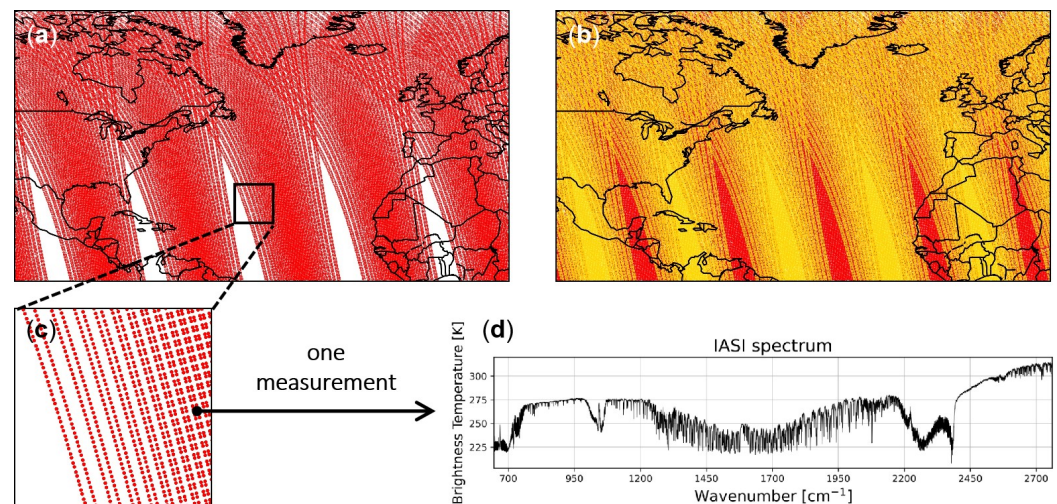 (a)
(b)
(c)
one
measurement
(d)
IASI spectrum
Brightness Temperature [K]
300
275
250
225
700
950
1200
1450
1700
1950
2200
2450
2700
Wavenumber [cm⁻¹]